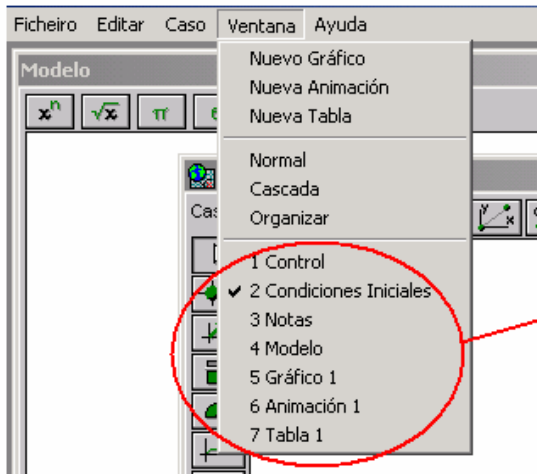 Ficheiro Editar Caso Ventana Ayuda
Modelo
xⁿ √x π
Nuevo Gráfico
Nueva Animación
Nueva Tabla
Normal
Cascada
Organizar
1 Control
✔ 2 Condiciones Iniciales
3 Notas
4 Modelo
5 Gráfico 1
6 Animación 1
7 Tabla 1
y x